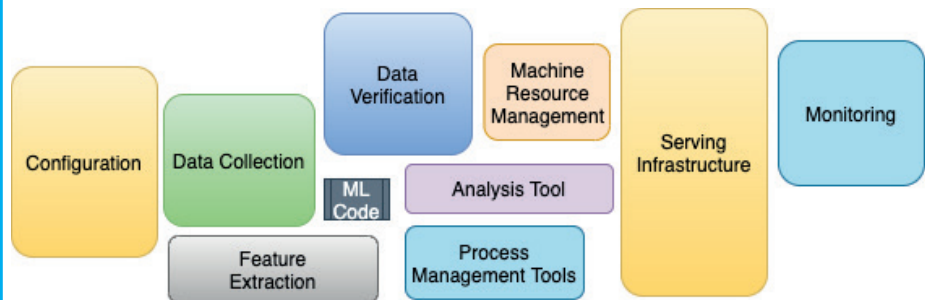 Configuration
Data Collection
Feature
Extraction
Data
Verification
ML
Code
Machine
Resource
Management
Analysis Tool
Process
Management Tools
Serving
Infrastructure
Monitoring